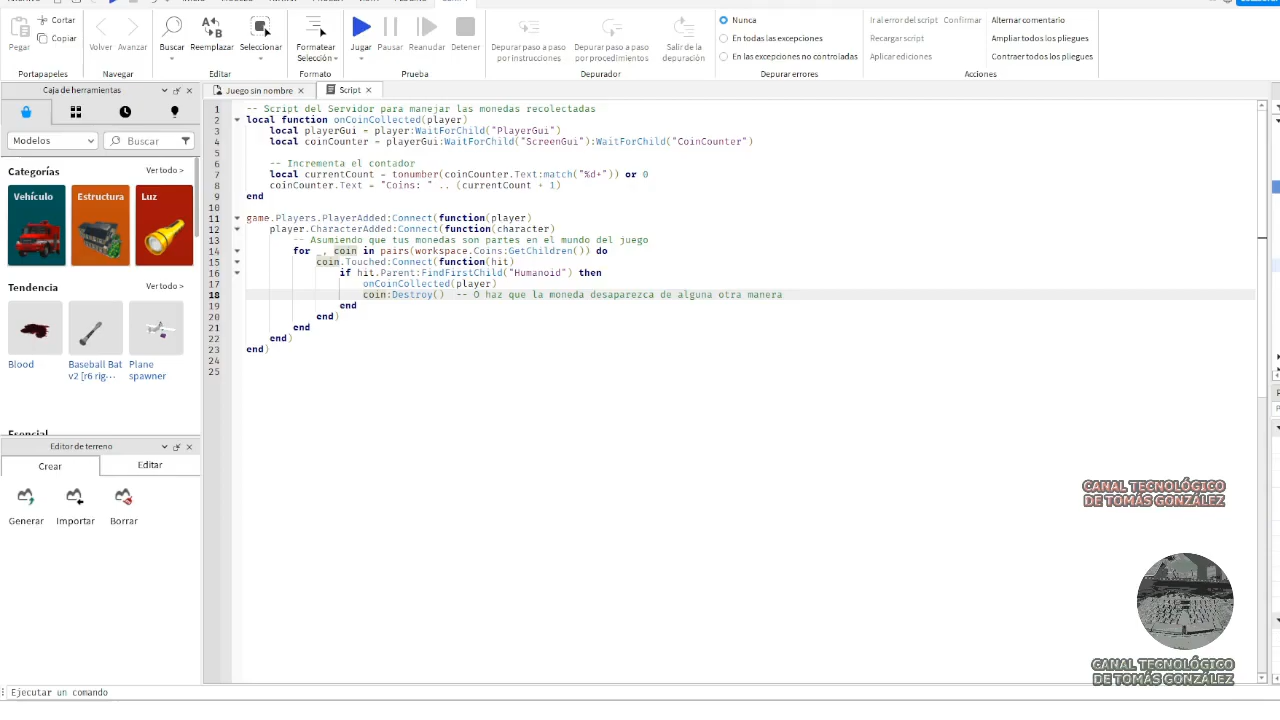 Pegar
Cortar
Copiar
Portapapeles
Volver
Avanzar
Navegar
Buscar
Reemplazar
Seleccionar
Editar
Formatear
Selección
Formato
Jugar
Pausar
Reanudar
Detener
Prueba
Depurar paso a paso
por instrucciones
Depurar paso a paso
por procedimientos
Salir de la
depuración
Depurador
Nunca
En todas las excepciones
En las excepciones no controladas
Depurar errores
Ir al error del script
Confirmar
Recargar script
Aplicar ediciones
Alternar comentario
Ampliar todos los pliegues
Contraer todos los pliegues
Acciones
Caja de herramientas
Modelos
Buscar
Categorías
Ver todo >
Vehículo
Estructura
Luz
Tendencia
Ver todo >
Blood
Baseball Bat
v2 [r6 rig···
Plane
spawner
Esencial
Editor de terreno
Crear
Editar
Generar
Importar
Borrar
Juego sin nombre
Script
1 -- Script del Servidor para manejar las monedas recolectadas
2 local function onCoinCollected(player)
3 local playerGui = player:WaitForChild("PlayerGui")
4 local coinCounter = playerGui:WaitForChild("ScreenGui"):WaitForChild("CoinCounter")
5
6 -- Incrementa el contador
7 local currentCount = tonumber(coinCounter.Text:match("%d+")) or 0
8 coinCounter.Text = "Coins: " .. (currentCount + 1)
9 end
10
11 game.Players.PlayerAdded:Connect(function(player)
12 player.CharacterAdded:Connect(function(character)
13 -- Asumiendo que tus monedas son partes en el mundo del juego
14 for _, coin in pairs(workspace.Coins:GetChildren()) do
15 coin.Touched:Connect(function(hit)
16 if hit.Parent:FindFirstChild("Humanoid") then
17 onCoinCollected(player)
18 coin:Destroy() -- O haz que la moneda desaparezca de alguna otra manera
19 end
20 end)
21 end
22 end)
23 end)
24
25
CANAL TECNOLÓGICO
DE TOMÁS GONZÁLEZ
CANAL TECNOLÓGICO
DE TOMÁS GONZÁLEZ
Ejecutar un comando